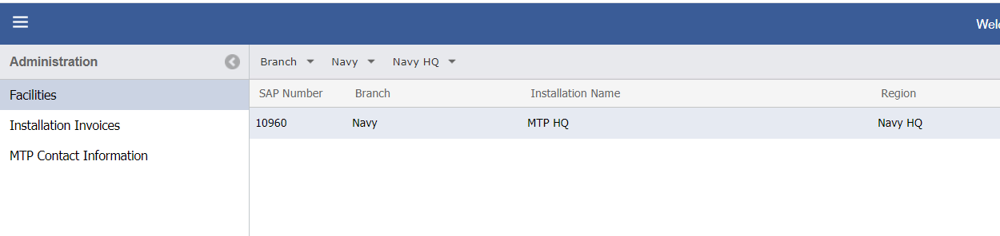 Administration
Facilities
Installation Invoices
MTP Contact Information
Branch Navy Navy HQ
SAP Number Branch Installation Name Region
10960 Navy MTP HQ Navy HQ